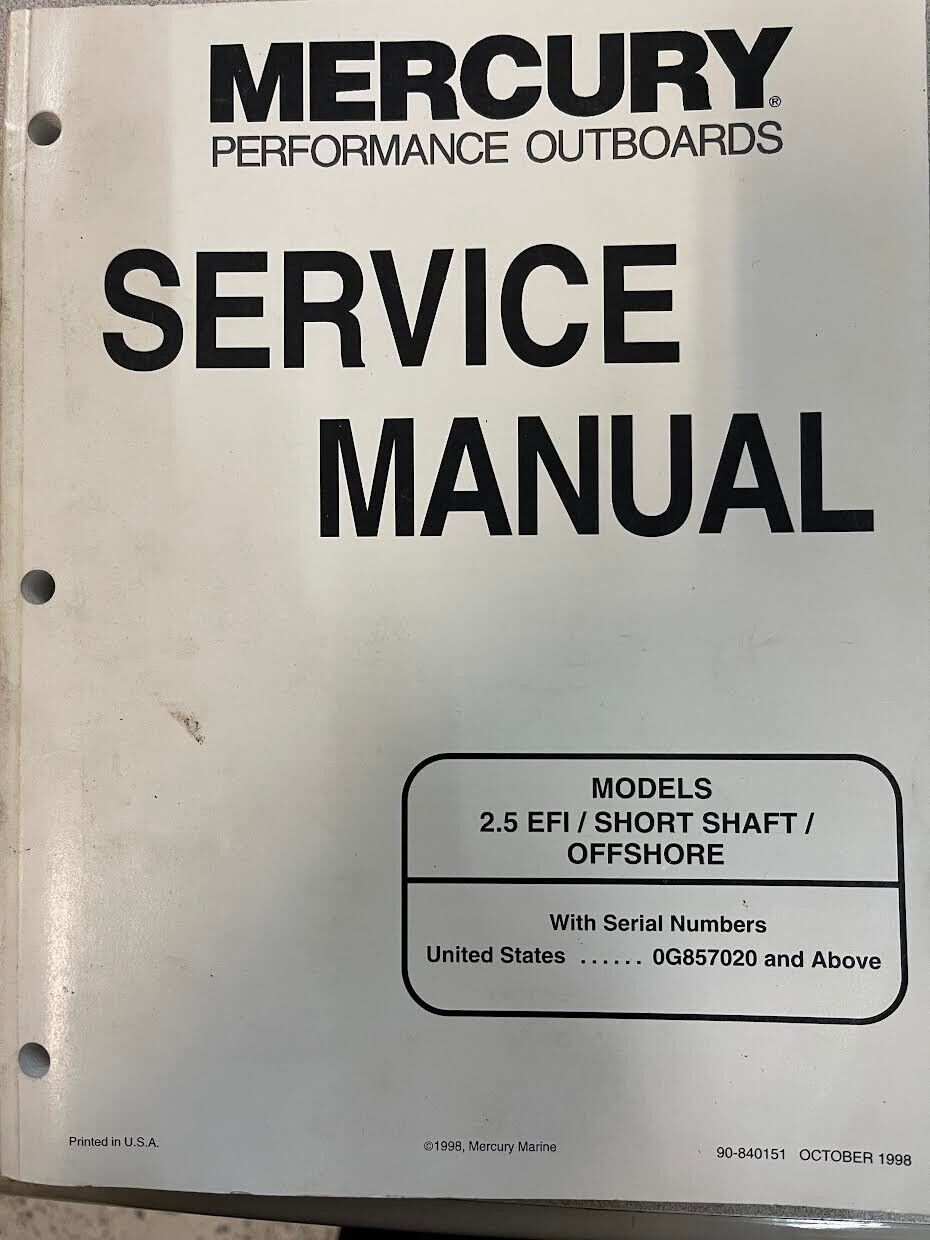 MERCURY®
PERFORMANCE OUTBOARDS
SERVICE
MANUAL
MODELS
2.5 EFI / SHORT SHAFT /
OFFSHORE
With Serial Numbers
United States ...... 0G857020 and Above
Printed in U.S.A.
©1998, Mercury Marine
90-840151 OCTOBER 1998